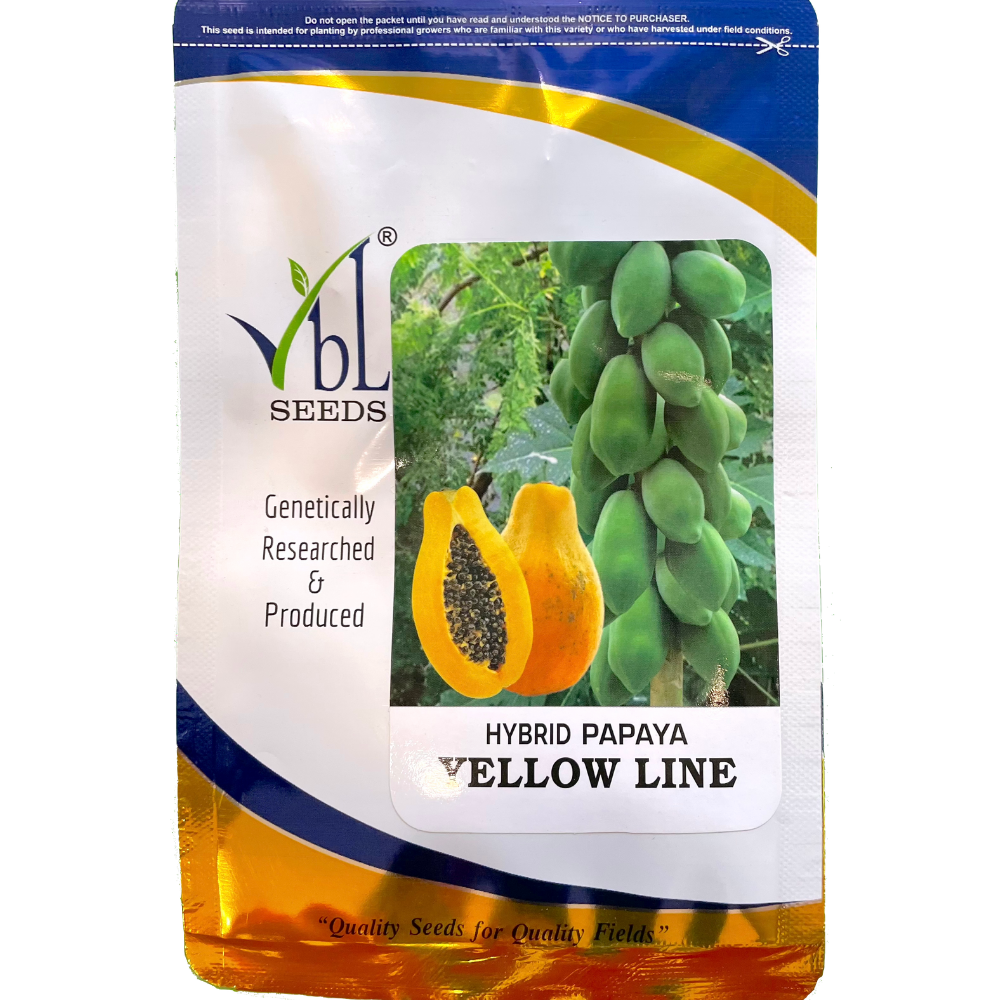 Do not open the packet until you have read and understood the NOTICE TO PURCHASER.
This seed is intended for planting by professional growers who are familiar with this variety or who have harvested under field conditions.
VbL®
SEEDS
Genetically
Researched
&
Produced
HYBRID PAPAYA
YELLOW LINE
“Quality Seeds for Quality Fields”